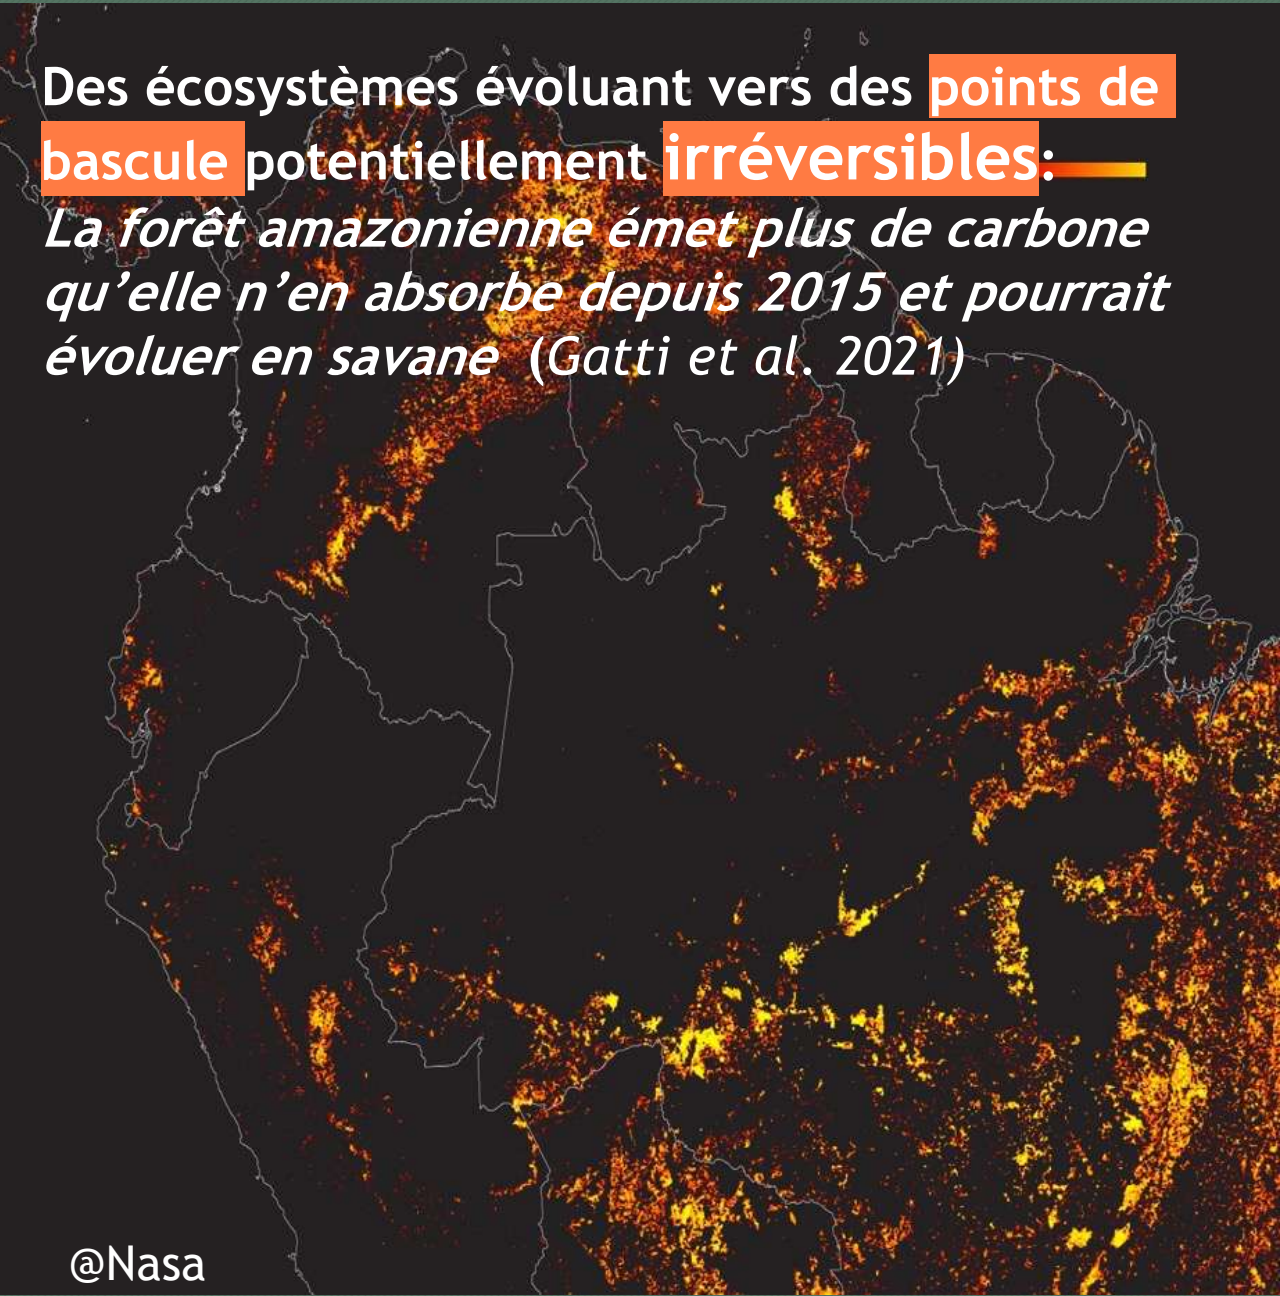 Des écosystèmes évoluant vers des points de
bascule potentiellement irréversibles:
La forêt amazonienne émet plus de carbone
qu’elle n’en absorbe depuis 2015 et pourrait
évoluer en savane (Gatti et al. 2021)
@Nasa